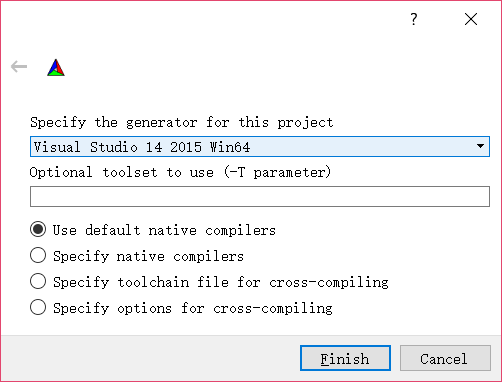 ?
Specify the generator for this project
Visual Studio 14 2015 Win64
Optional toolset to use (-T parameter)
Use default native compilers
Specify native compilers
Specify toolchain file for cross-compiling
Specify options for cross-compiling
Finish
Cancel